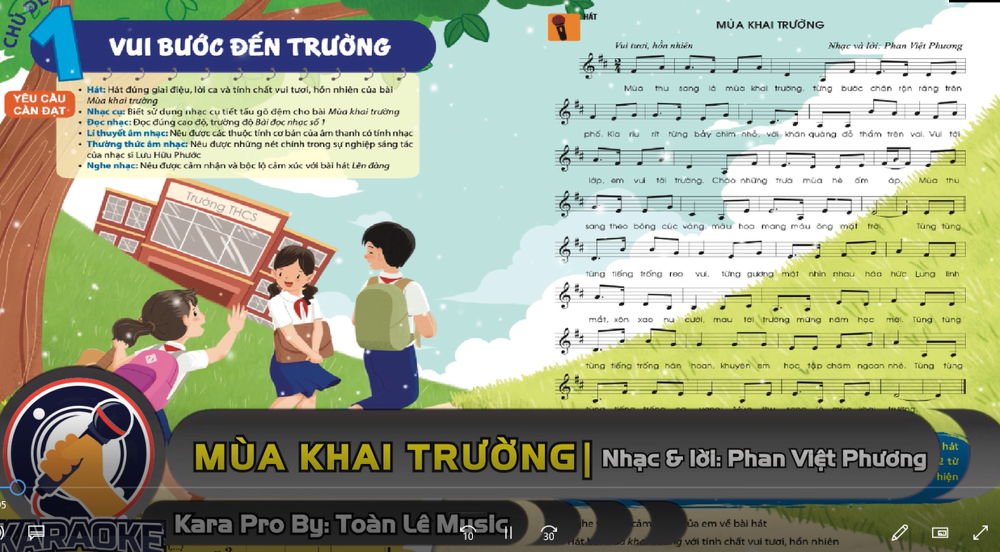 CHỦ ĐỀ
1
VUI BƯỚC ĐẾN TRƯỜNG
YÊU CẦU
CẦN ĐẠT
• Hát: Hát đúng giai điệu, lời ca và tính chất vui tươi, hồn nhiên của bài
Mùa khai trường
• Nhạc cụ: Biết sử dụng nhạc cụ tiết tấu gõ đệm cho bài Mùa khai trường
• Đọc nhạc: Đọc đúng cao độ, trường độ Bài đọc nhạc số 1
• Lí thuyết âm nhạc: Nêu được các thuộc tính cơ bản của âm thanh có tính nhạc
• Thường thức âm nhạc: Nêu được những nét chính trong sự nghiệp sáng tác
của nhạc sĩ Lưu Hữu Phước
• Nghe nhạc: Nêu được cảm nhận và bộc lộ cảm xúc với bài hát Lên đàng
Trường THCS
HÁT
MÙA KHAI TRƯỜNG
Vui tươi, hồn nhiên
Nhạc và lời: Phan Việt Phương
Mùa thu sang là mùa khai trường, từng bước chân rộn ràng trên
phố. Kìa ríu rít từng bầy chim nhỏ, với khăn quàng đỏ thắm trên vai. Vui tới
lớp, em vui tới trường. Chào những trưa mùa hè ấm áp. Mùa thu
sang theo bông cúc vàng, màu hoa mang màu ông mặt trời. Tùng tùng
tùng tiếng trống reo vui, từng gương mặt nhìn nhau háo hức Lung linh
mắt, xôn xao nụ cười, mau tới trường mừng năm học mới. Tùng tùng
tùng tiếng trống hân hoan, khuyên em học tập chăm ngoan nhé. Tùng tùng
tùng tiếng trống ca vang: Mùa thu sang là mùa khai trường.
MÙA KHAI TRƯỜNG| Nhạc & lời: Phan Việt Phương
hát
2 từ
hiện
Kara Pro By: Toàn Lê Music
KARAOKE
10
30
của em về bài hát
với tính chất vui tươi, hồn nhiên